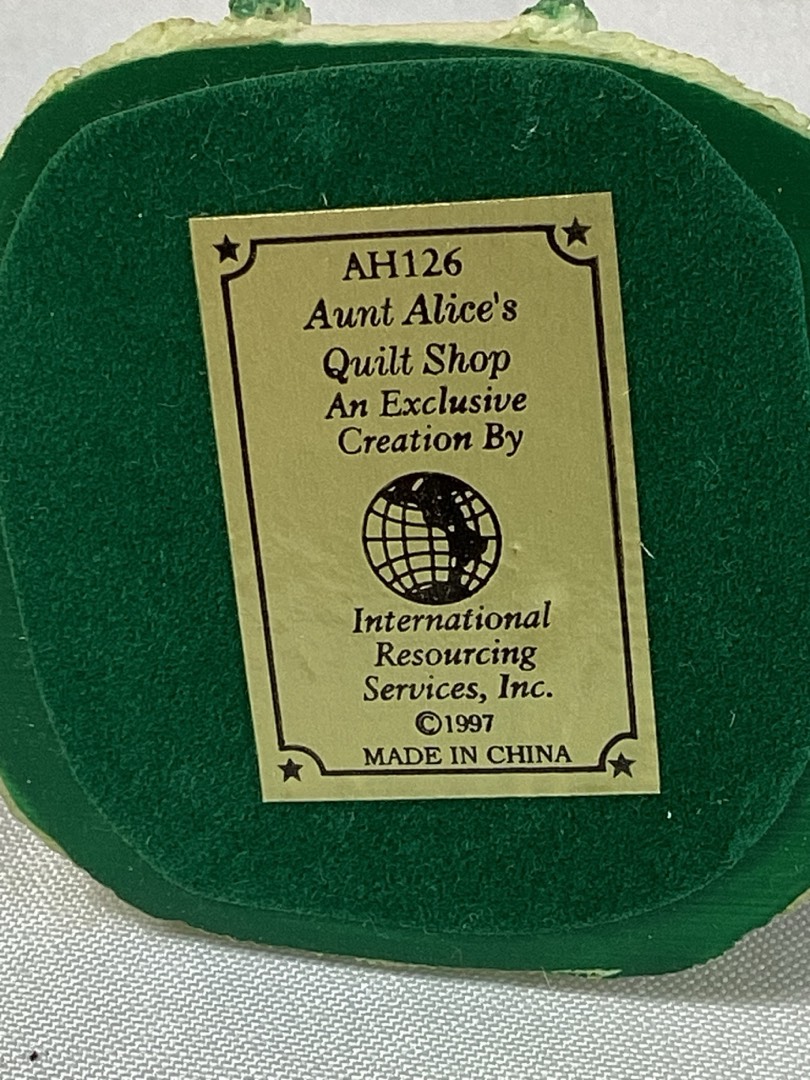 AH126
Aunt Alice's
Quilt Shop
An Exclusive
Creation By
International
Resourcing
Services, Inc.
©1997
MADE IN CHINA